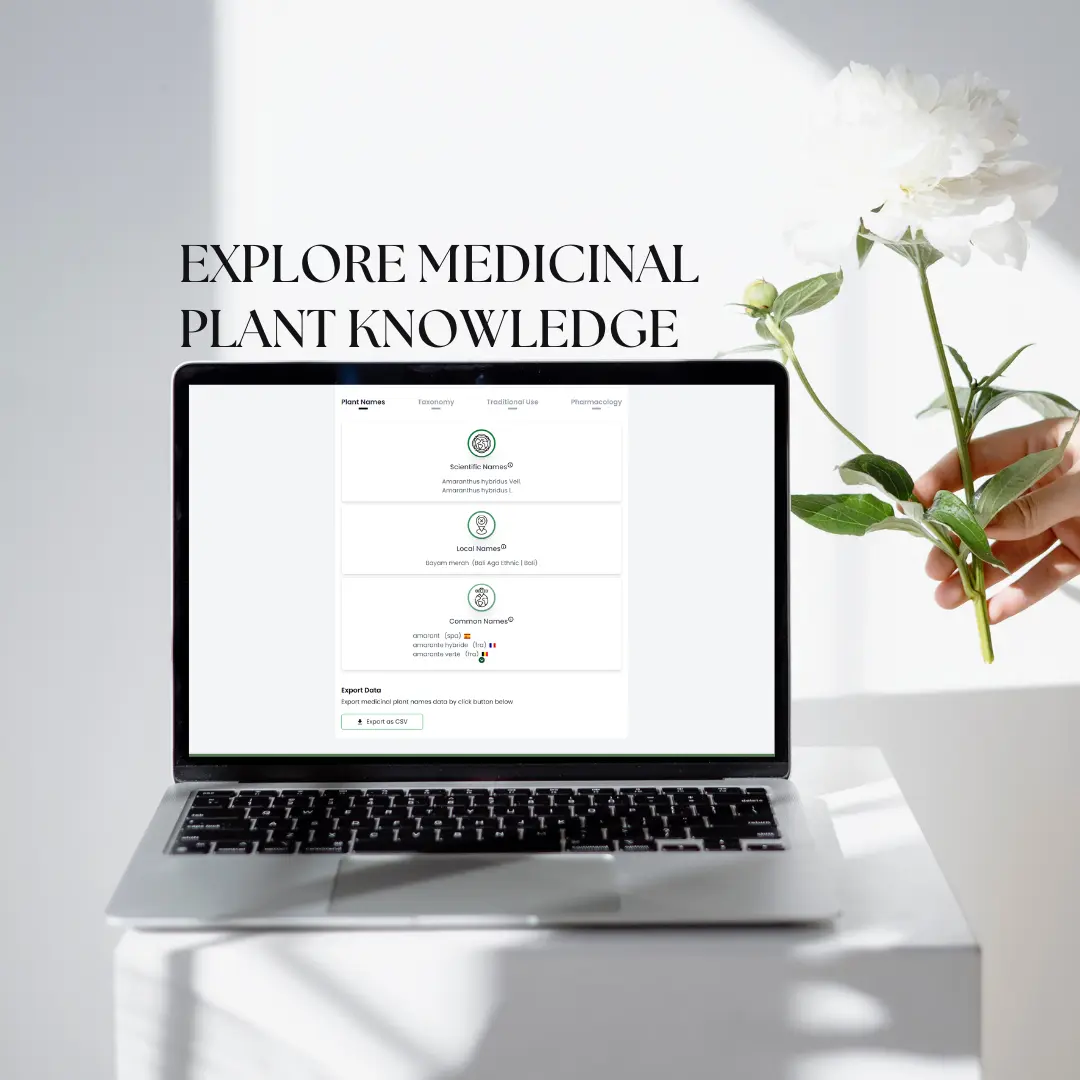 EXPLORE MEDICINAL
PLANT KNOWLEDGE
Plant Names Taxonomy Traditional Use Pharmacology
Scientific Names
Amaranthus hybridus Vell.
Amaranthus hybridus L.
Local Names
Bayam merah (Bali Aga Ethnic | Bali)
Common Names
amarant (spa)
amarante hybride (fra)
amarante verte (fra)
Export Data
Export medicinal plant names data by click button below
Export as CSV